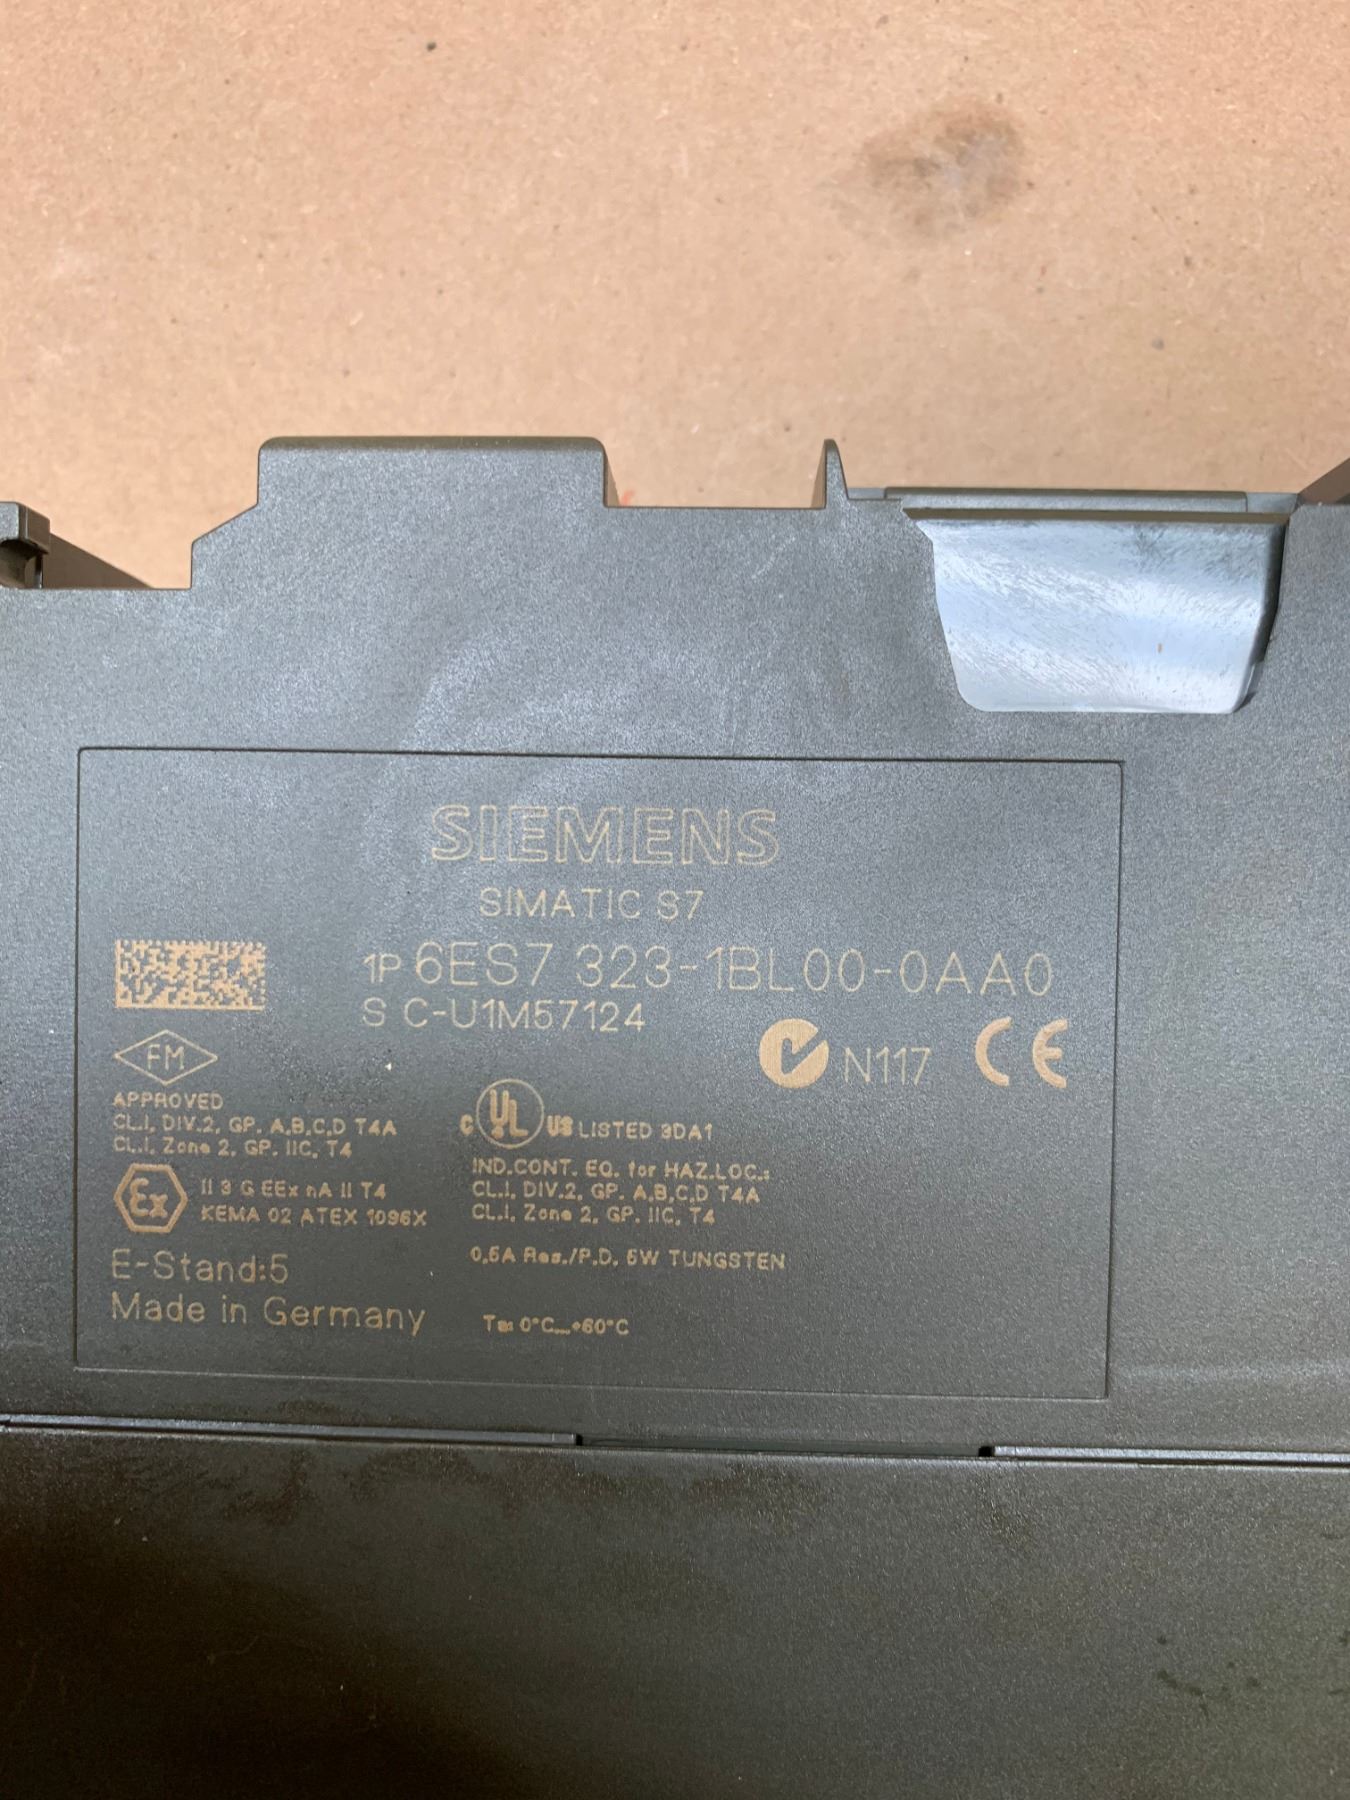 SIEMENS
SIMATIC S7
1P 6ES7 323-1BL00-0AA0
S C-U1M57124
N117 CE
FM
APPROVED
CL.I, DIV.2, GP. A,B,C,D T4A
CL.I, Zone 2, GP. IIC, T4
Ex II 3 G EEx nA II T4
KEMA 02 ATEX 1096X
E-Stand:5
Made in Germany
C UL US LISTED 3DA1
IND.CONT. EQ. for HAZ.LOC.:
CL.I, DIV.2, GP. A,B,C,D T4A
CL.I, Zone 2, GP. IIC, T4
0,5A Res./P.D. 5W TUNGSTEN
Ta: 0°C...+60°C